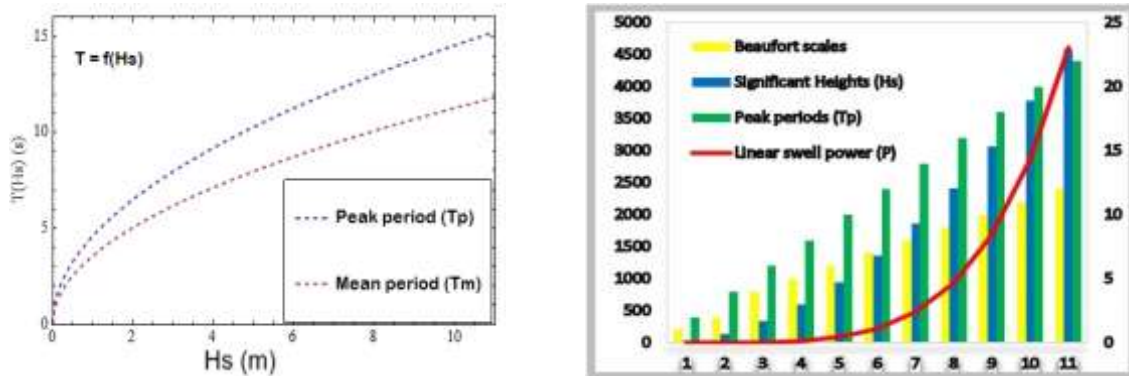 T = f(Hs)
15
10
5
0
T(Hs) (s)
Peak period (Tp)
Mean period (Tm)
0 2 4 6 8 10
Hs (m)
5000
4500
4000
3500
3000
2500
2000
1500
1000
500
0
Beaufort scales
Significant Heights (Hs)
Peak periods (Tp)
Linear swell power (P)
25
20
15
10
5
0
1 2 3 4 5 6 7 8 9 10 11